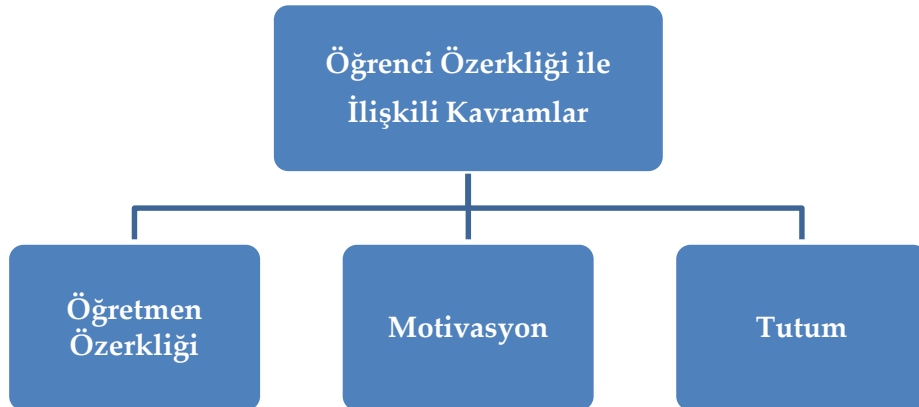 Öğrenci Özerkliği ile
İlişkili Kavramlar
Öğretmen
Özerkliği
Motivasyon
Tutum